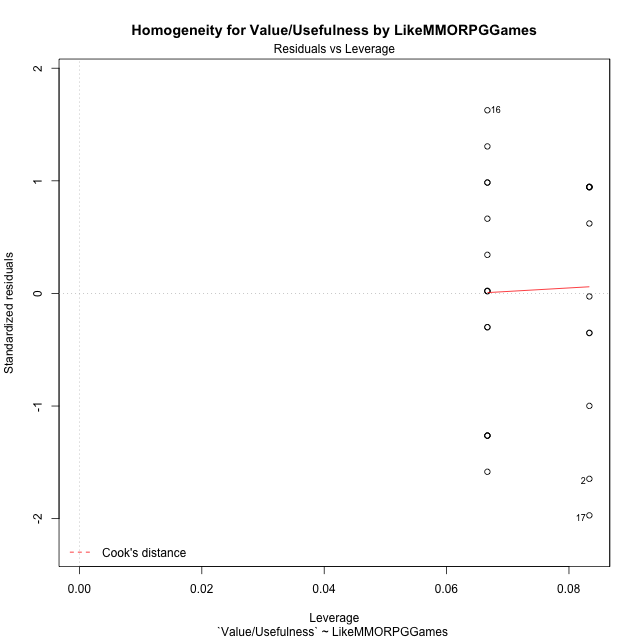 Homogeneity for Value/Usefulness by LikeMMORPGGames
Residuals vs Leverage
2
1
0
-1
-2
Standardized residuals
16
2
17
Cook's distance
0.00 0.02 0.04 0.06 0.08
Leverage
`Value/Usefulness` ~ LikeMMORPGGames